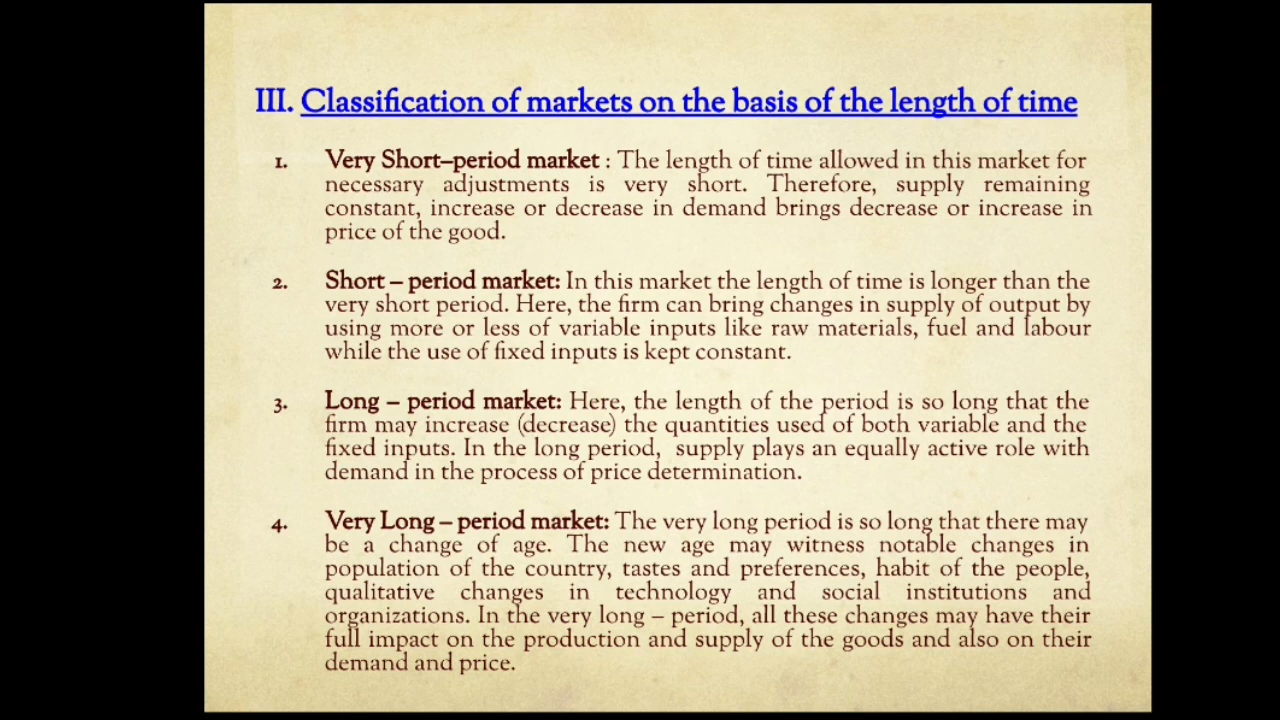 III. Classification of markets on the basis of the length of time
1. Very Short–period market : The length of time allowed in this market for
necessary adjustments is very short. Therefore, supply remaining
constant, increase or decrease in demand brings decrease or increase in
price of the good.
2. Short – period market: In this market the length of time is longer than the
very short period. Here, the firm can bring changes in supply of output by
using more or less of variable inputs like raw materials, fuel and labour
while the use of fixed inputs is kept constant.
3. Long – period market: Here, the length of the period is so long that the
firm may increase (decrease) the quantities used of both variable and the
fixed inputs. In the long period, supply plays an equally active role with
demand in the process of price determination.
4. Very Long – period market: The very long period is so long that there may
be a change of age. The new age may witness notable changes in
population of the country, tastes and preferences, habit of the people,
qualitative changes in technology and social institutions and
organizations. In the very long – period, all these changes may have their
full impact on the production and supply of the goods and also on their
demand and price.